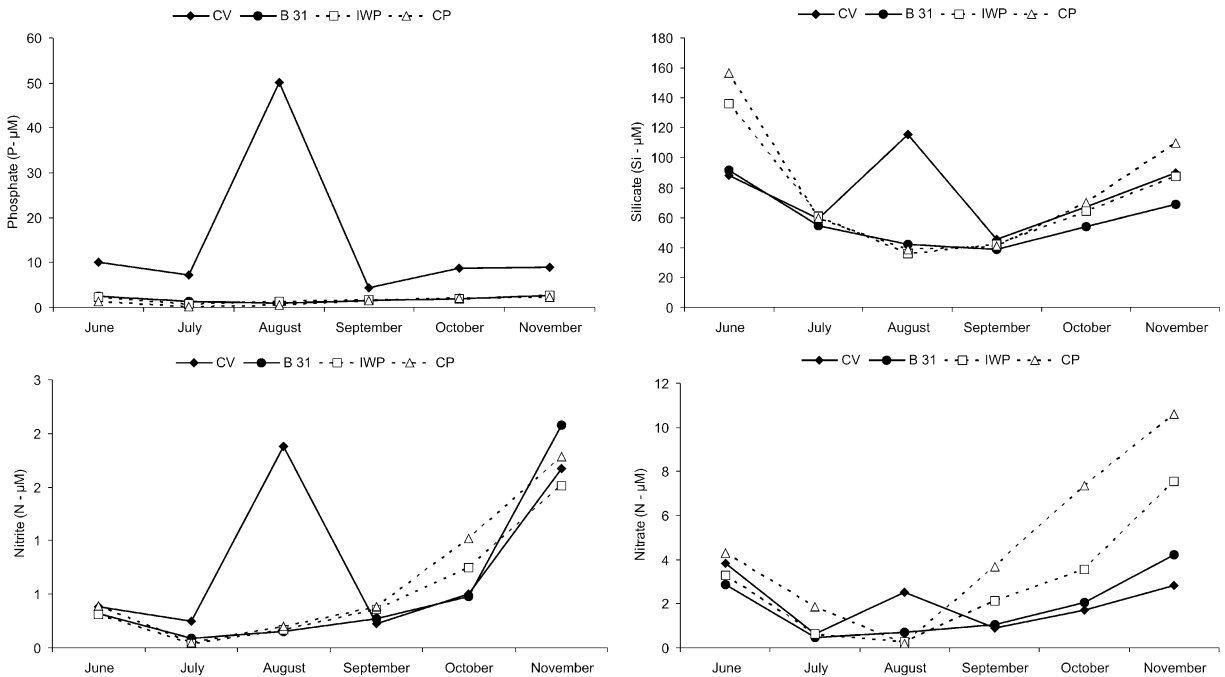 CV B 31 IWP CP
Phosphate (P- µM)
60
50
40
30
20
10
0
June July August September October November
CV B 31 IWP CP
Silicate (Si - µM)
180
160
140
120
100
80
60
40
20
0
June July August September October November
CV B 31 IWP CP
Nitrite (N - µM)
3
2
2
1
1
0
June July August September October November
CV B 31 IWP CP
Nitrate (N - µM)
12
10
8
6
4
2
0
June July August September October November